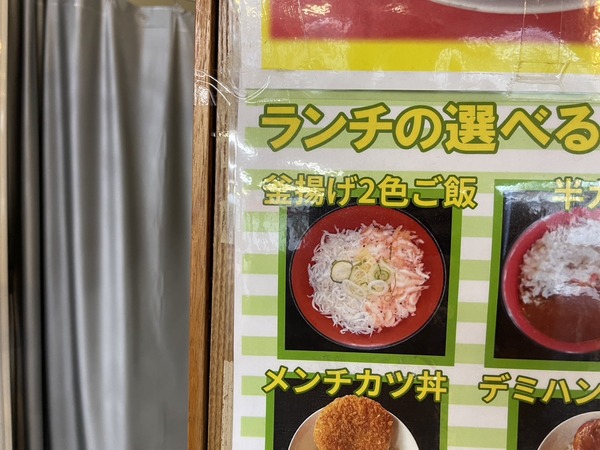 ランチの選べる
釜揚げ2色ご飯
半
メンチカツ丼
デミハン